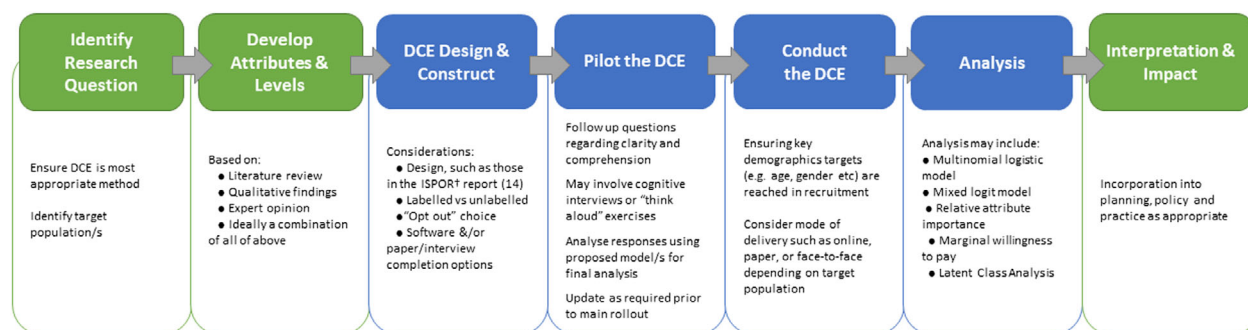 Identify
Research
Question
Ensure DCE is most
appropriate method
Identify target
population/s
Develop
Attributes &
Levels
Based on:
● Literature review
● Qualitative findings
● Expert opinion
● Ideally a combination
of all of above
DCE Design &
Construct
Considerations:
● Design, such as those
in the ISPOR† report (14)
● Labelled vs unlabelled
● "Opt out" choice
● Software &/or
paper/interview
completion options
Pilot the DCE
Follow up questions
regarding clarity and
comprehension
May involve cognitive
interviews or "think
aloud" exercises
Analyse responses using
proposed model/s for
final analysis
Update as required prior
to main rollout
Conduct
the DCE
Ensuring key
demographics targets
(e.g. age, gender etc) are
reached in recruitment
Consider mode of
delivery such as online,
paper, or face-to-face
depending on target
population
Analysis
Analysis may include:
● Multinomial logistic
model
● Mixed logit model
● Relative attribute
importance
● Marginal willingness
to pay
● Latent Class Analysis
Interpretation &
Impact
Incorporation into
planning, policy and
practice as appropriate